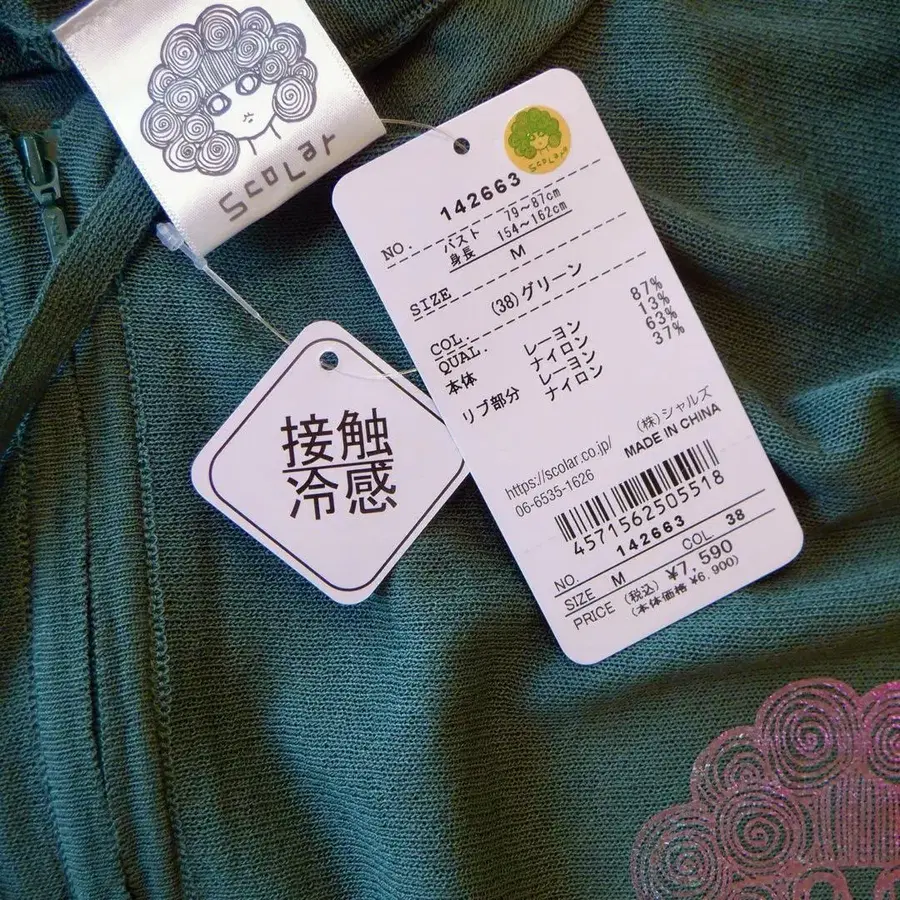 ScoLar
ScoLar
NO. 142663
バスト 79～87cm
身長 154～162cm
SIZE M
COL. (38)グリーン
QUAL.
本体 レーヨン 87%
ナイロン 13%
リブ部分 レーヨン 63%
ナイロン 37%
(株)シャルズ
https://scolar.co.jp/
MADE IN CHINA
06-6535-1626
4571562505518
NO. 142663
SIZE M COL. 38
PRICE (税込) ¥7,590
(本体価格 ¥6,900)
接触
冷感